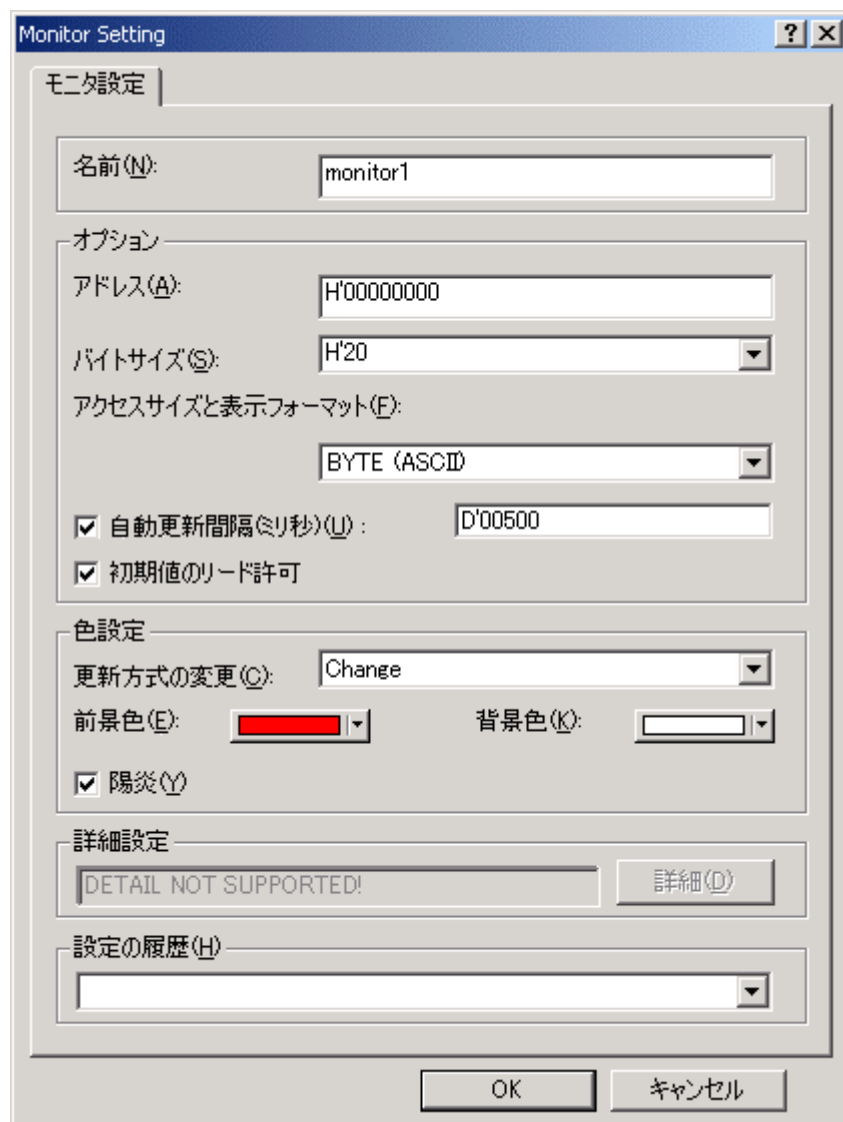 Monitor Setting
モニタ設定
名前(N):
monitor1
オプション
アドレス(A):
H'00000000
バイトサイズ(S):
H'20
アクセスサイズと表示フォーマット(F):
BYTE (ASCII)
自動更新間隔(ミリ秒)(U) :
D'00500
初期値のリード許可
色設定
更新方式の変更(C):
Change
前景色(E):
背景色(K):
陽炎(Y)
詳細設定
DETAIL NOT SUPPORTED!
詳細(D)
設定の履歴(H)
OK
キャンセル